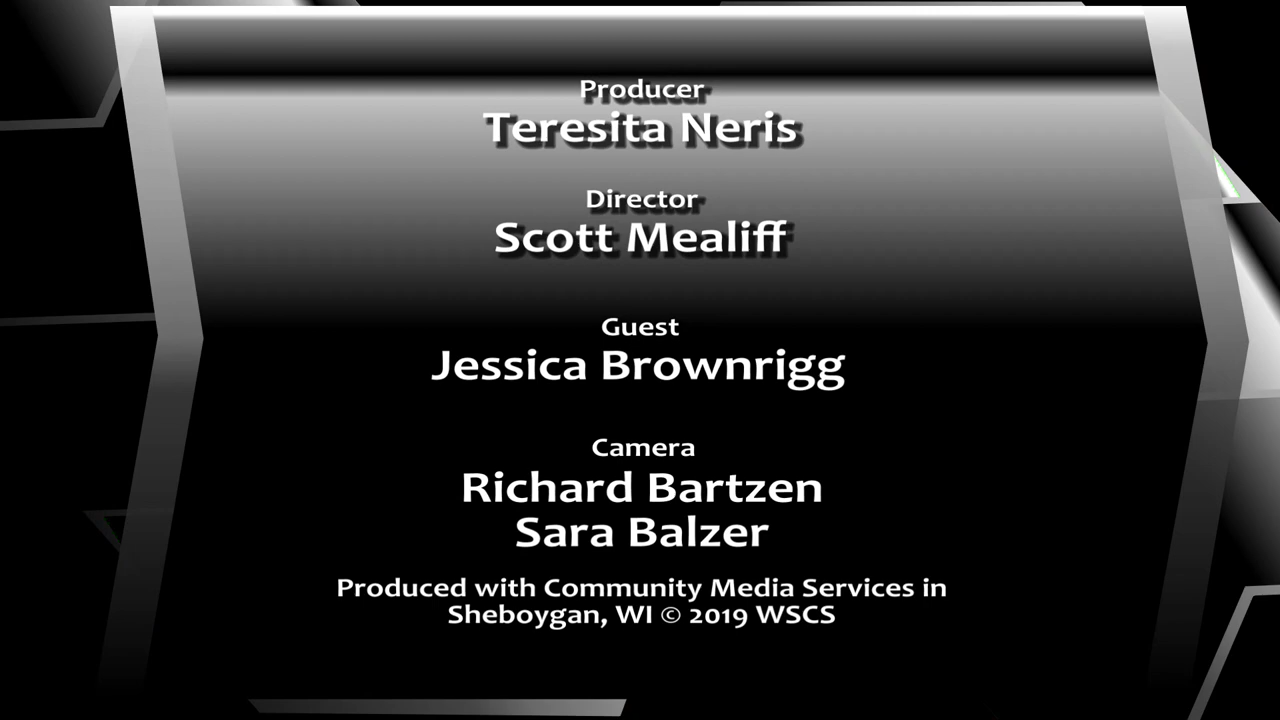 Producer
Teresita Neris
Director
Scott Mealiff
Guest
Jessica Brownrigg
Camera
Richard Bartzen
Sara Balzer
Produced with Community Media Services in
Sheboygan, WI © 2019 WSCS